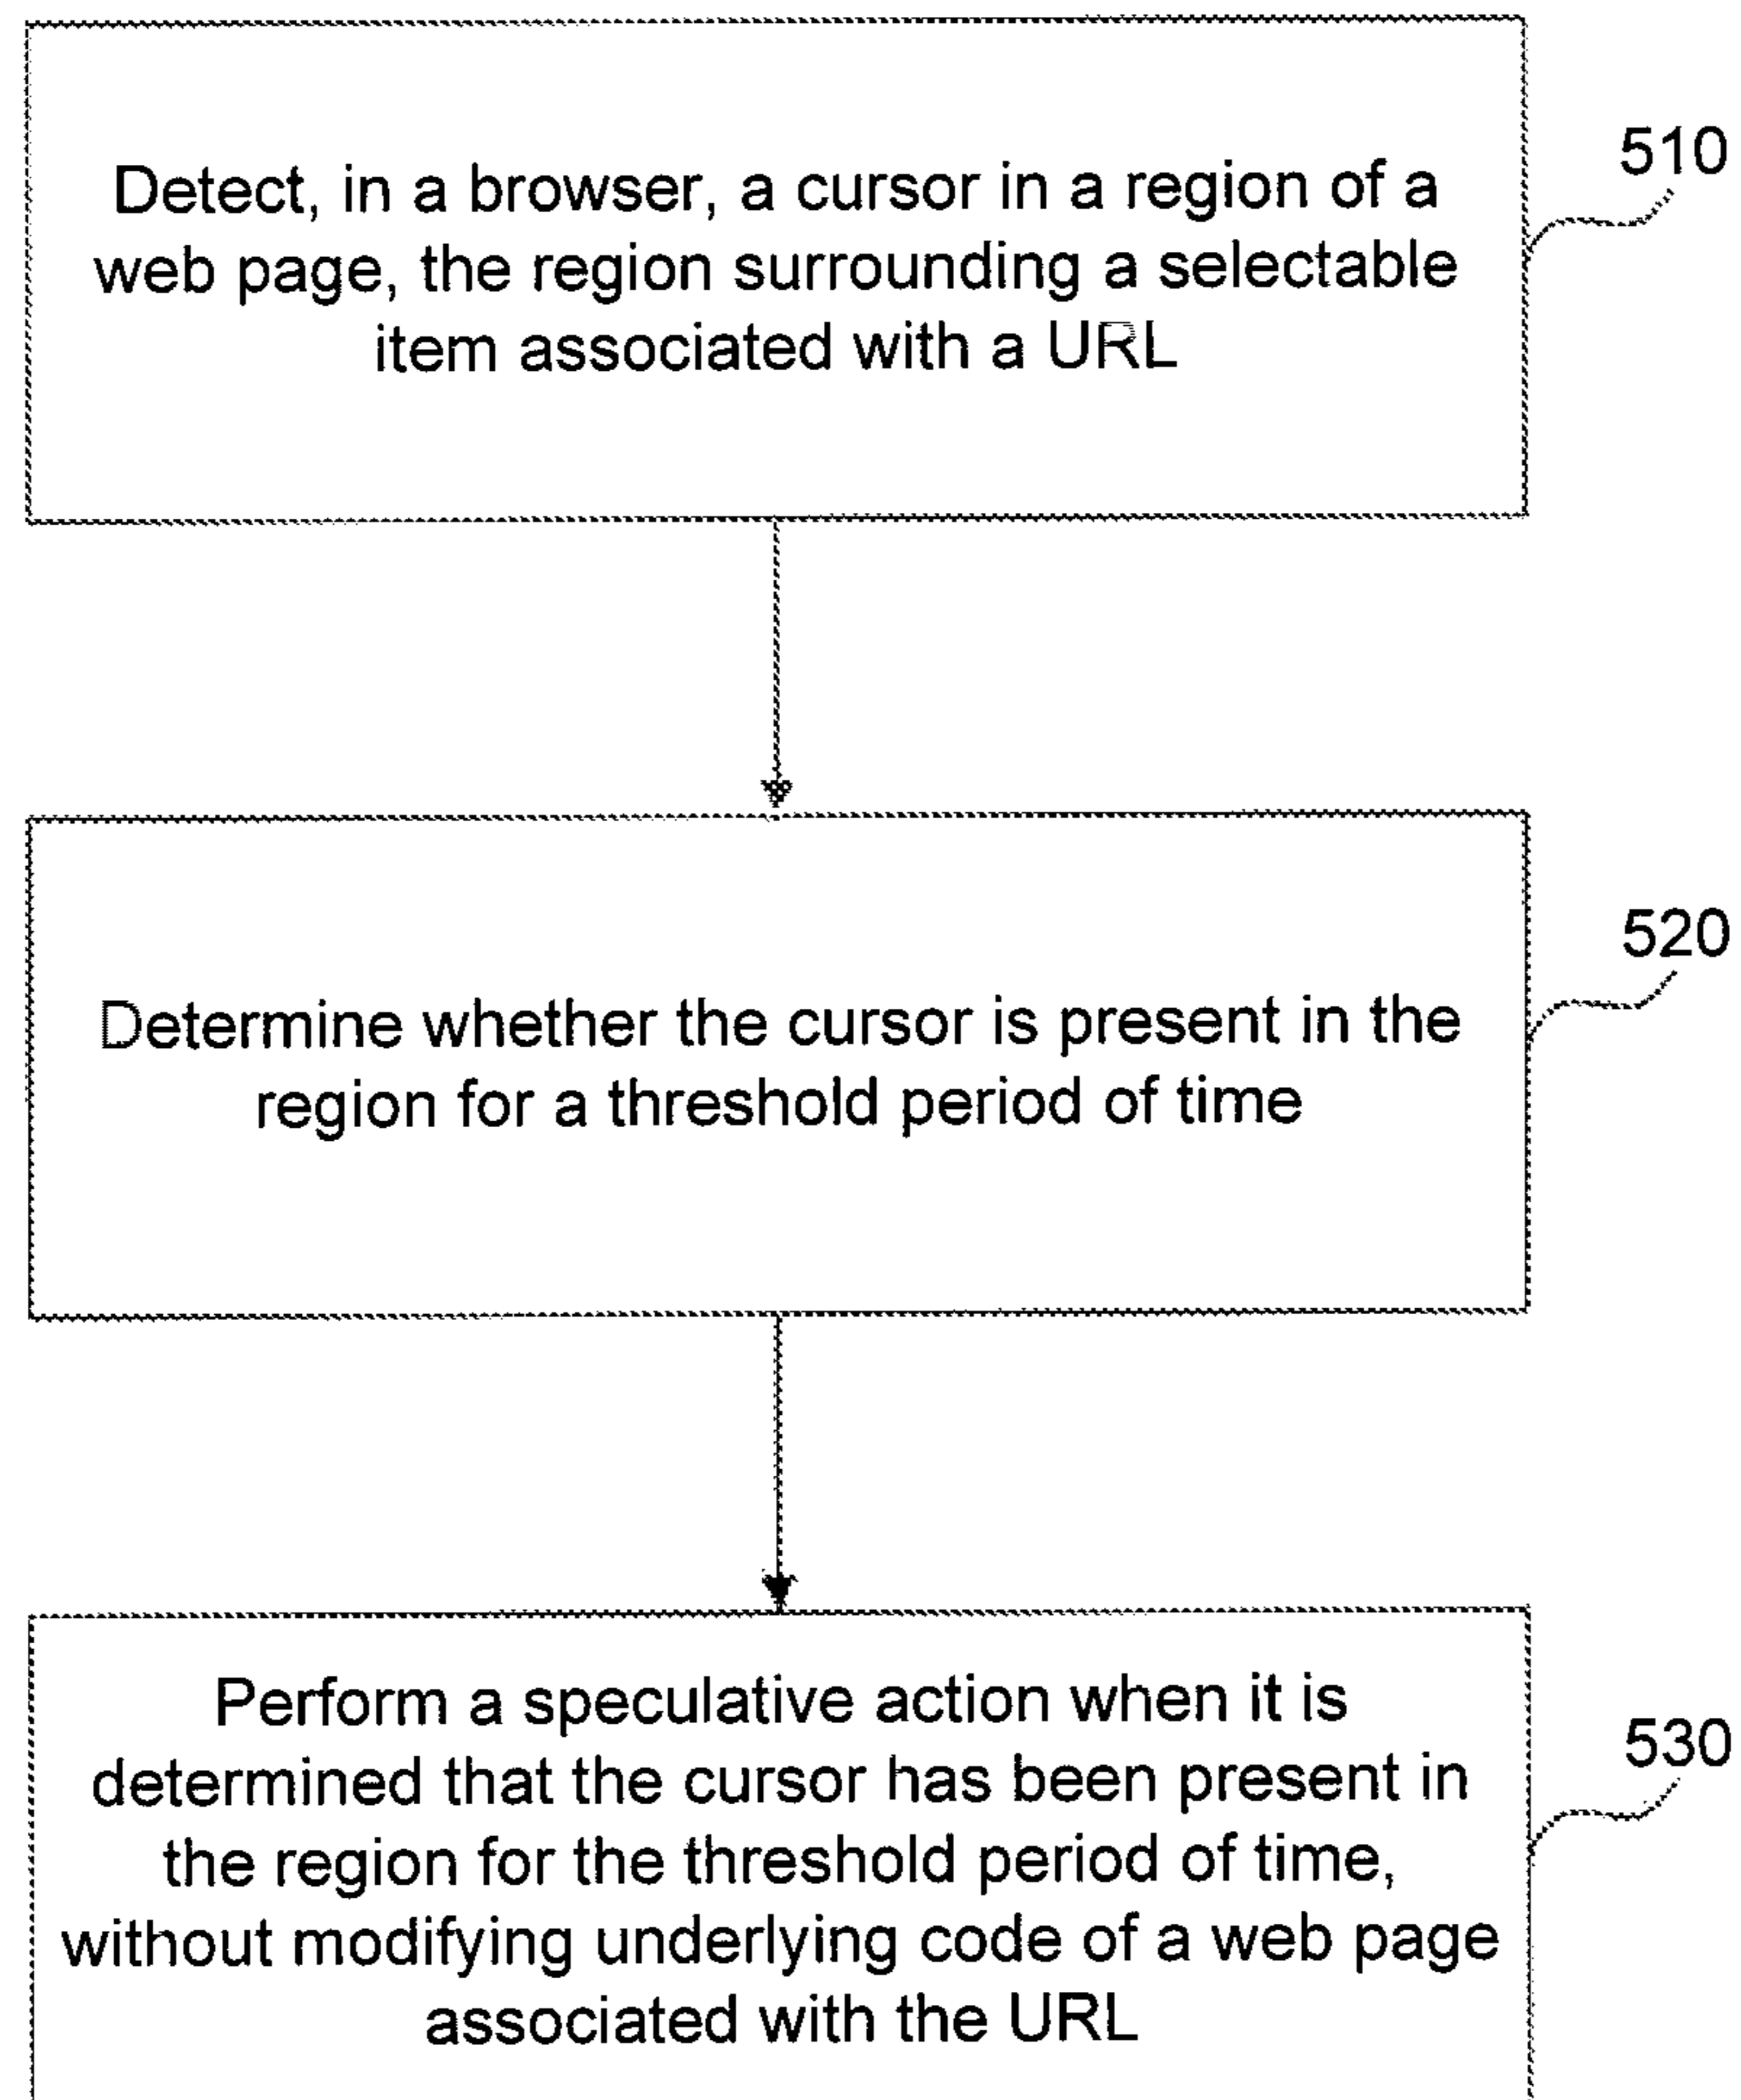 Detect, in a browser, a cursor in a region of a
web page, the region surrounding a selectable
item associated with a URL
510
Determine whether the cursor is present in the
region for a threshold period of time
520
Perform a speculative action when it is
determined that the cursor has been present in
the region for the threshold period of time,
without modifying underlying code of a web page
associated with the URL
530